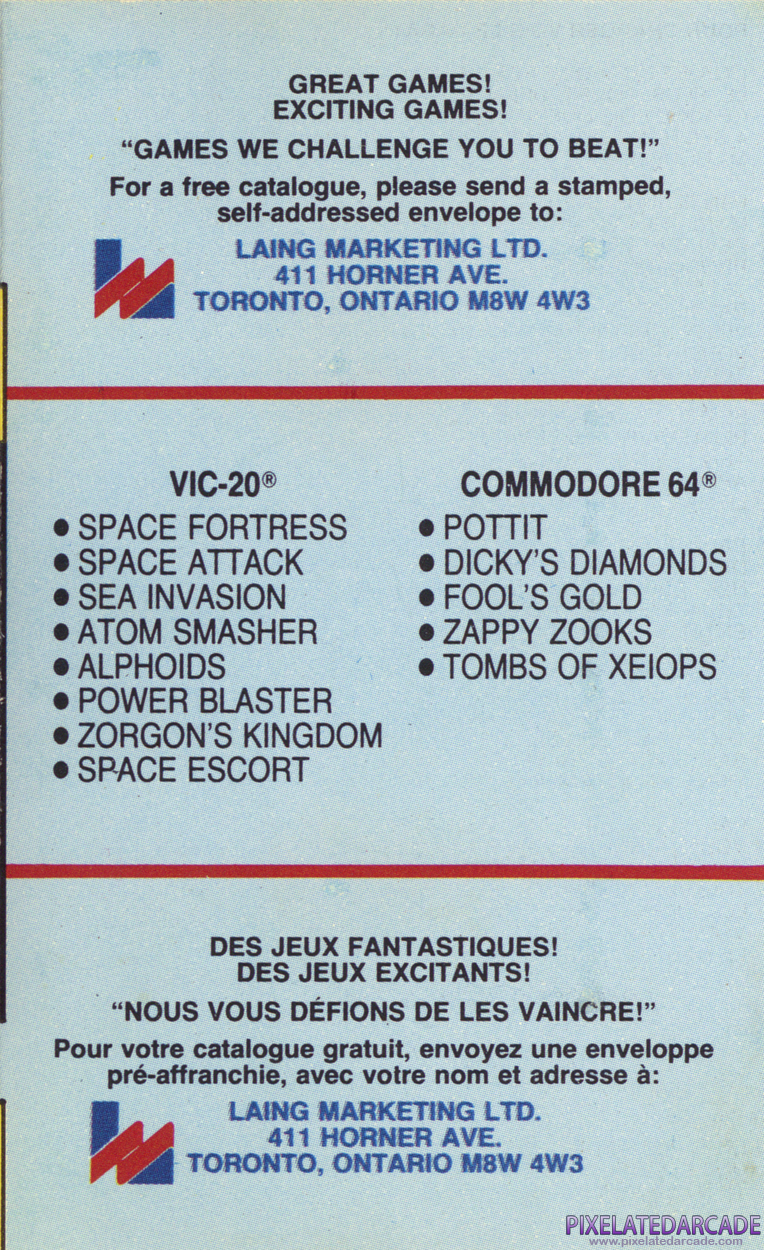 GREAT GAMES!
EXCITING GAMES!
“GAMES WE CHALLENGE YOU TO BEAT!”
For a free catalogue, please send a stamped,
self-addressed envelope to:
LAING MARKETING LTD.
411 HORNER AVE.
TORONTO, ONTARIO M8W 4W3
VIC-20®
● SPACE FORTRESS
● SPACE ATTACK
● SEA INVASION
● ATOM SMASHER
● ALPHOIDS
● POWER BLASTER
● ZORGON'S KINGDOM
● SPACE ESCORT
COMMODORE 64®
● POTTIT
● DICKY'S DIAMONDS
● FOOL'S GOLD
● ZAPPY ZOOKS
● TOMBS OF XEIOPS
DES JEUX FANTASTIQUES!
DES JEUX EXCITANTS!
“NOUS VOUS DÉFIONS DE LES VAINCRE!”
Pour votre catalogue gratuit, envoyez une enveloppe
pré-affranchie, avec votre nom et adresse à:
LAING MARKETING LTD.
411 HORNER AVE.
TORONTO, ONTARIO M8W 4W3
PIXELATEDARCADE
www.pixelatedarcade.com